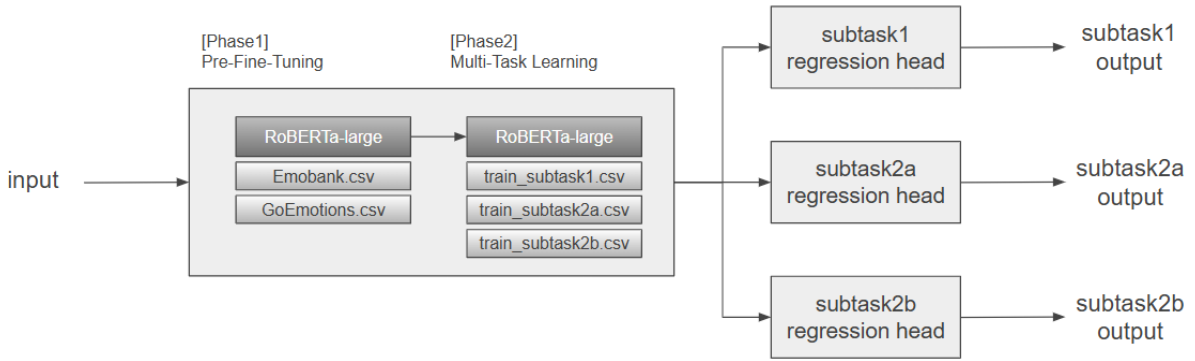 [Phase1]
Pre-Fine-Tuning
[Phase2]
Multi-Task Learning
input
RoBERTa-large
Emobank.csv
GoEmotions.csv
RoBERTa-large
train_subtask1.csv
train_subtask2a.csv
train_subtask2b.csv
subtask1
regression head
subtask1
output
subtask2a
regression head
subtask2a
output
subtask2b
regression head
subtask2b
output